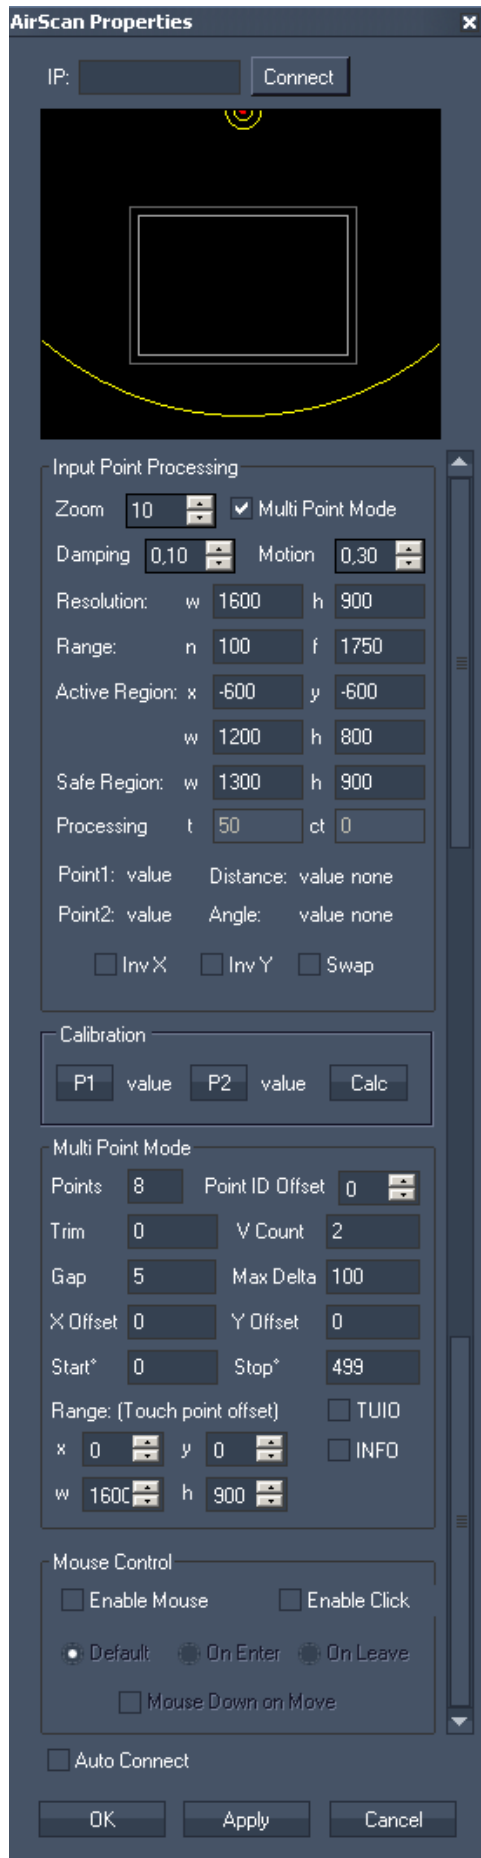 AirScan Properties
IP: Connect
Input Point Processing
Zoom 10 Multi Point Mode
Damping 0,10 Motion 0,30
Resolution: w 1600 h 900
Range: n 100 f 1750
Active Region: x -600 y -600
w 1200 h 800
Safe Region: w 1300 h 900
Processing t 50 ct 0
Point1: value Distance: value none
Point2: value Angle: value none
Inv X Inv Y Swap
Calibration
P1 value P2 value Calc
Multi Point Mode
Points 8 Point ID Offset 0
Trim 0 V Count 2
Gap 5 Max Delta 100
X Offset 0 Y Offset 0
Start° 0 Stop° 499
Range: (Touch point offset) TUIO
x 0 y 0 INFO
w 1600 h 900
Mouse Control
Enable Mouse Enable Click
Default On Enter On Leave
Mouse Down on Move
Auto Connect
OK Apply Cancel